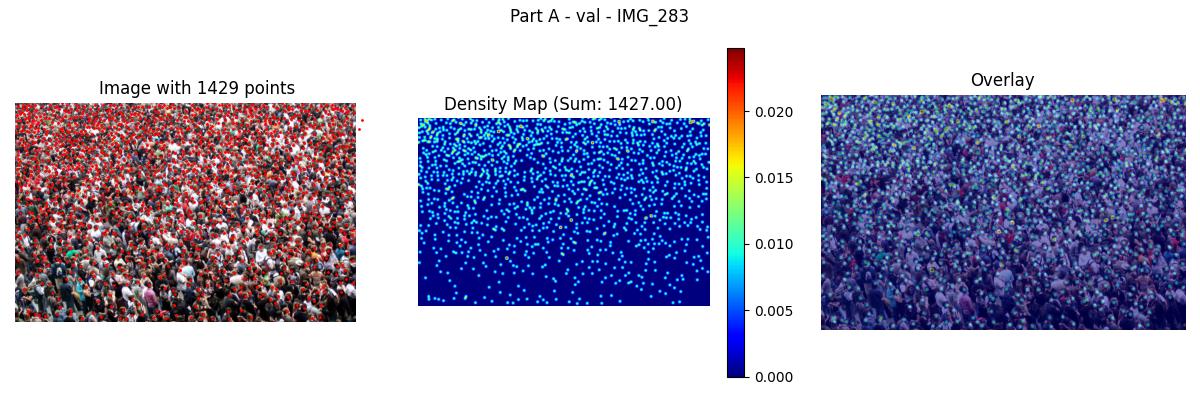 Part A - val - IMG_283
Image with 1429 points
Density Map (Sum: 1427.00)
Overlay
0.020
0.015
0.010
0.005
0.000